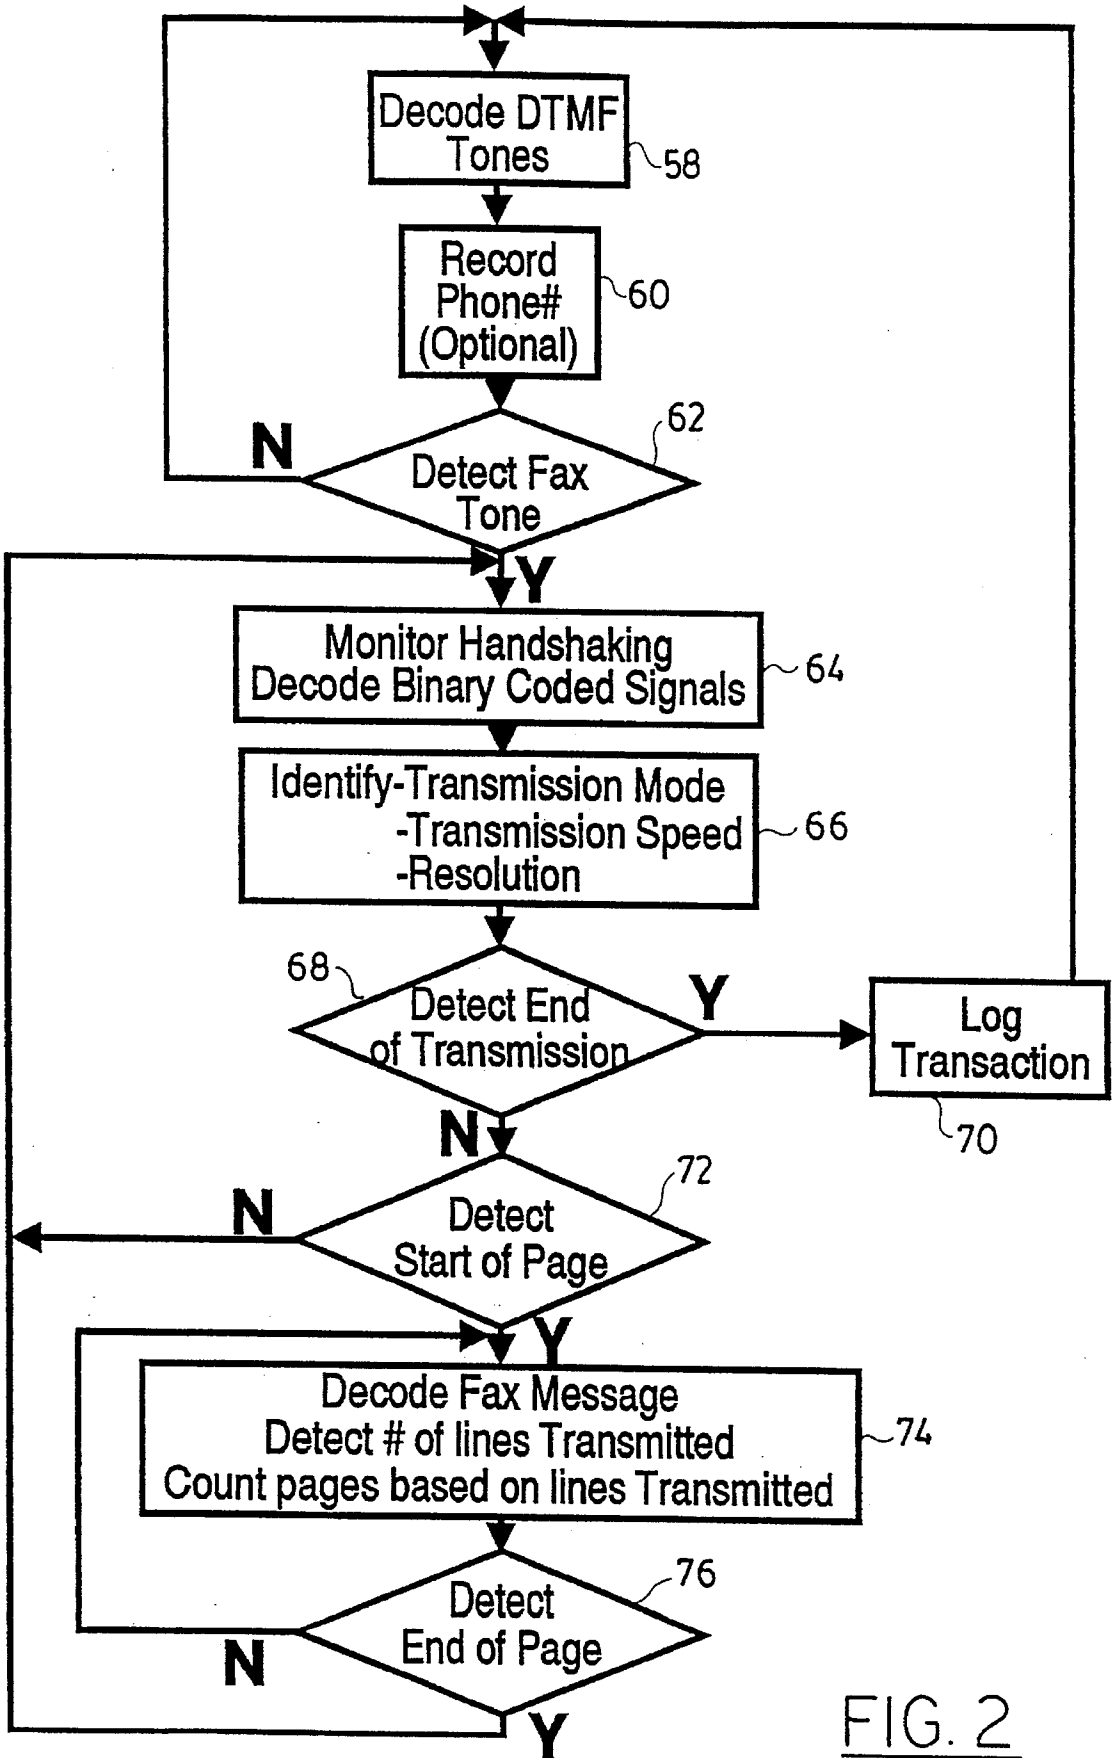 Decode DTMF
Tones
58
Record
Phone#
(Optional)
60
62
N
Detect Fax
Tone
Y
Monitor Handshaking
Decode Binary Coded Signals
64
Identify-Transmission Mode
-Transmission Speed
-Resolution
66
68
Detect End
of Transmission
Y
Log
Transaction
70
N
72
N
Detect
Start of Page
Y
Decode Fax Message
Detect # of lines Transmitted
Count pages based on lines Transmitted
74
76
Detect
End of Page
N
Y
FIG. 2